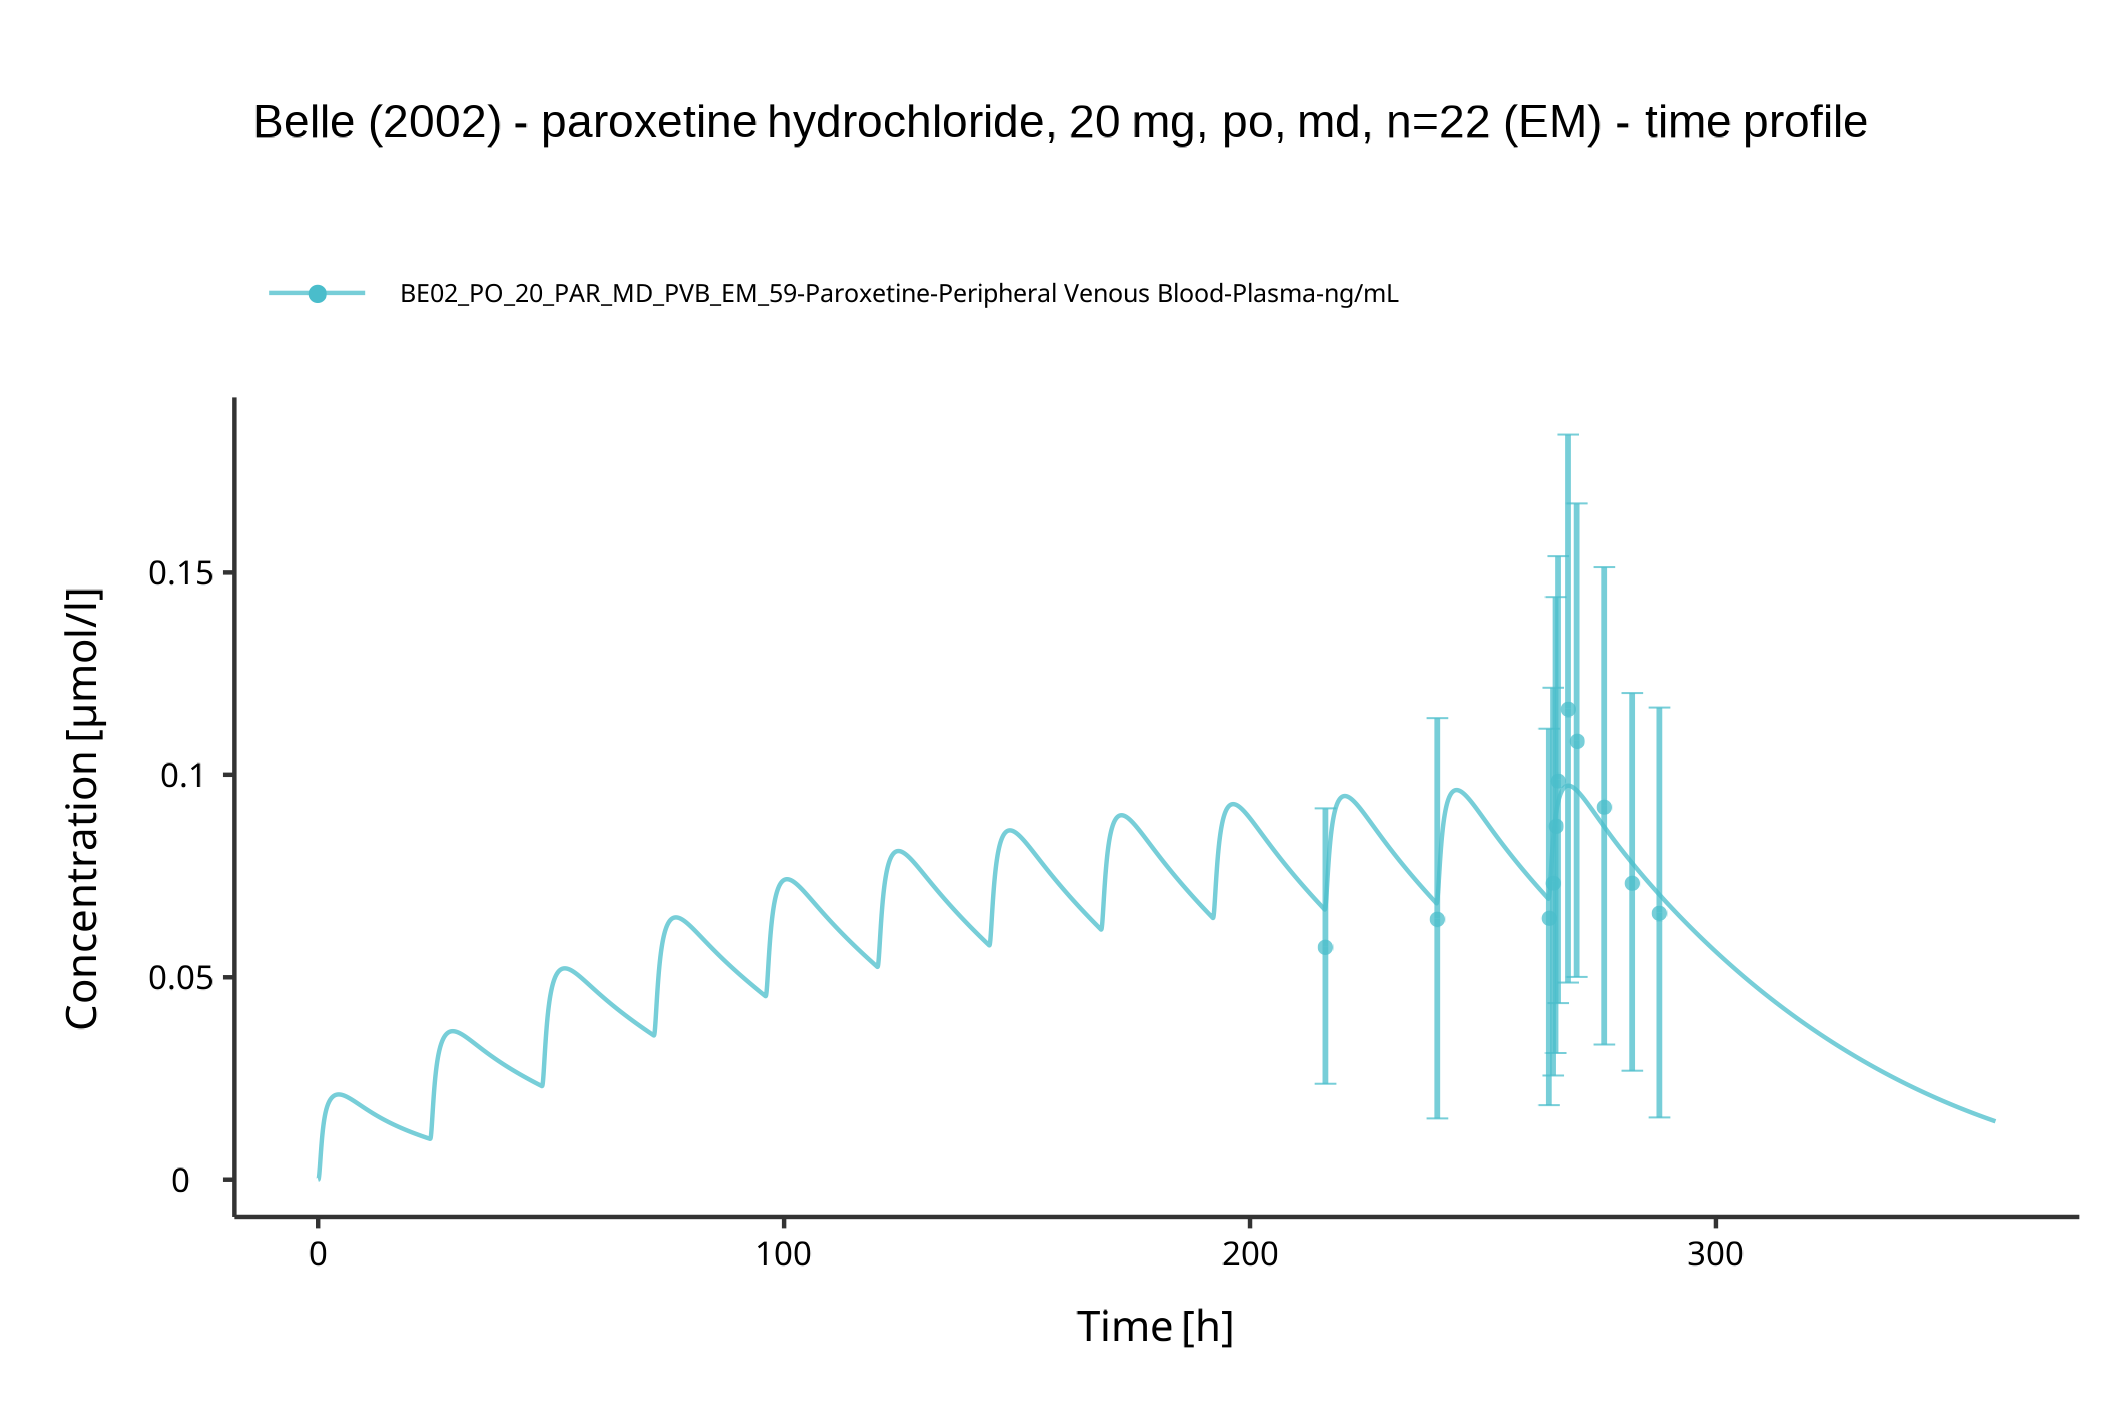 Belle (2002) - paroxetine hydrochloride, 20 mg, po, md, n=22 (EM) - time profile
BE02_PO_20_PAR_MD_PVB_EM_59-Paroxetine-Peripheral Venous Blood-Plasma-ng/mL
Concentration [µmol/l]
0.15
0.1
0.05
0
0 100 200 300
Time [h]